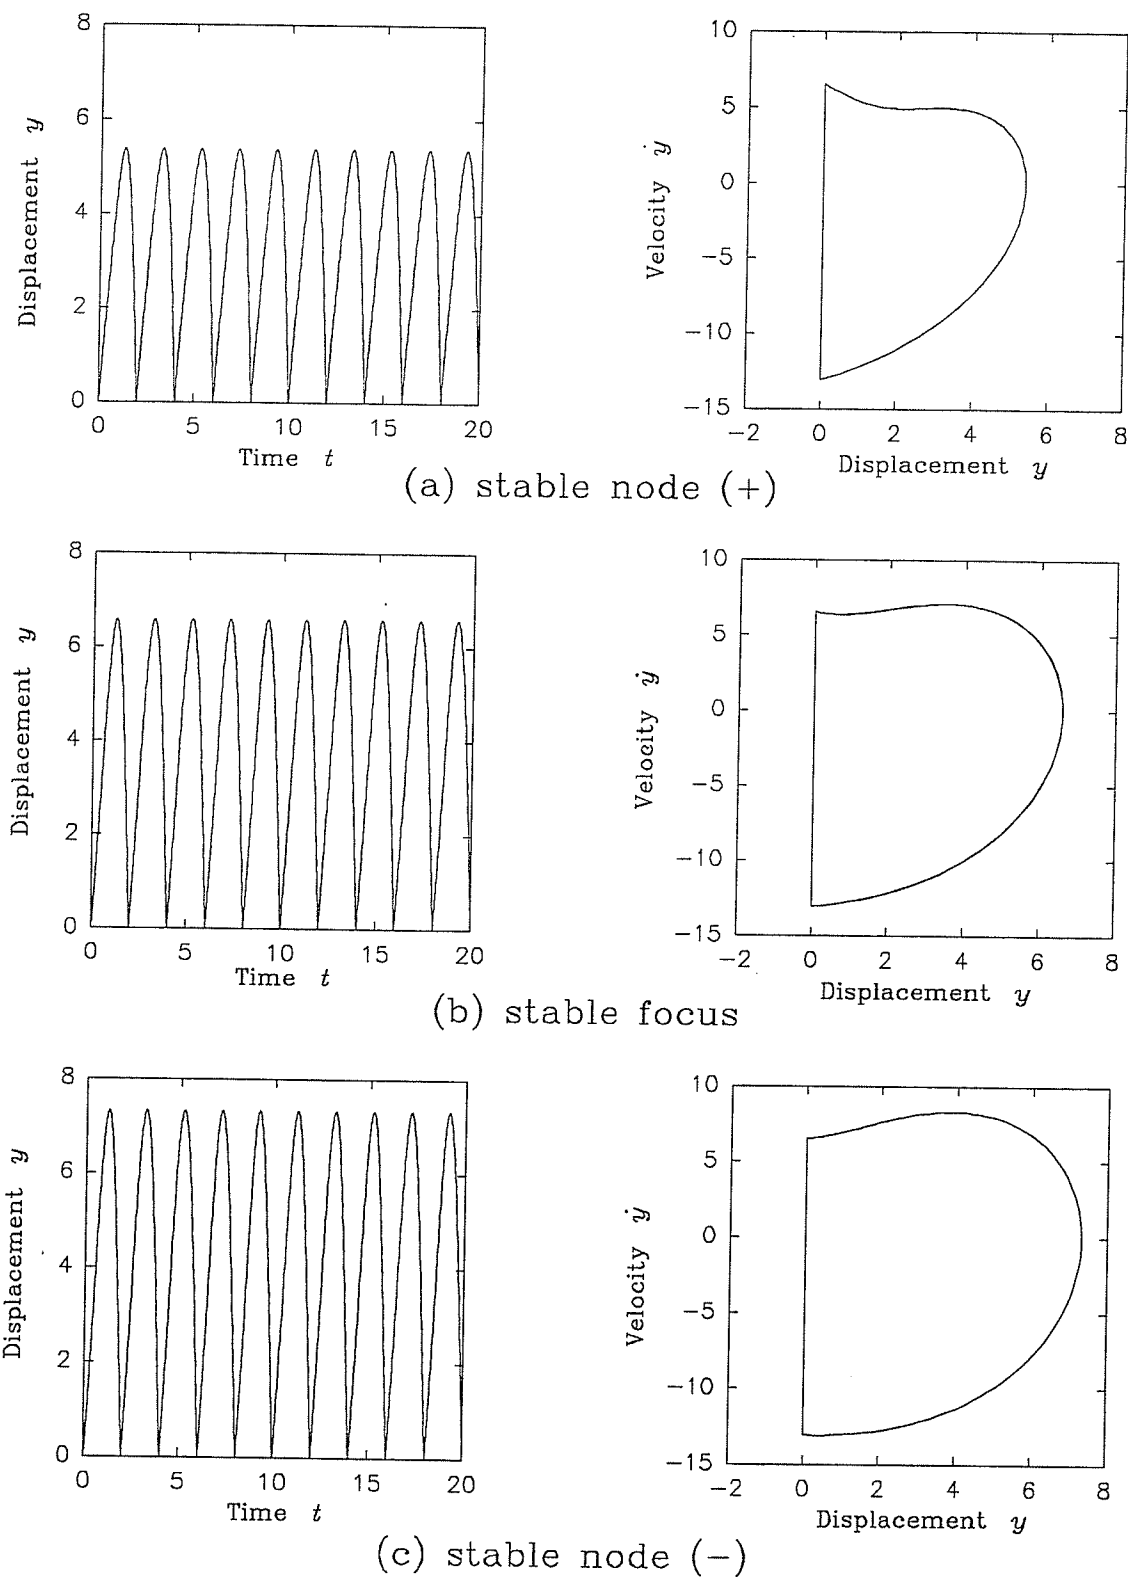 8
6
4
2
0
Displacement y
0 5 10 15 20
Time t
10
5
0
−5
−10
−15
Velocity ẏ
−2 0 2 4 6 8
Displacement y
(a) stable node (+)
8
6
4
2
0
Displacement y
0 5 10 15 20
Time t
10
5
0
−5
−10
−15
Velocity ẏ
−2 0 2 4 6 8
Displacement y
(b) stable focus
8
6
4
2
0
Displacement y
0 5 10 15 20
Time t
10
5
0
−5
−10
−15
Velocity ẏ
−2 0 2 4 6 8
Displacement y
(c) stable node (−)